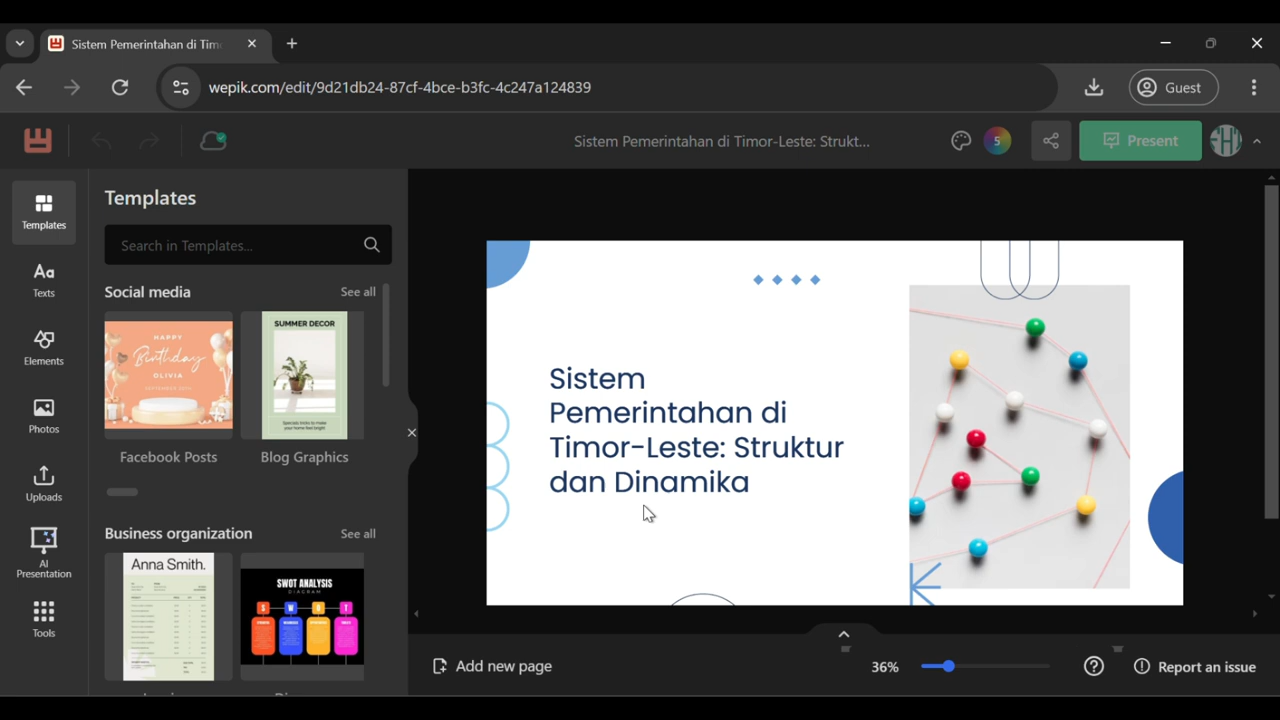 Sistem Pemerintahan di Tim
wepik.com/edit/9d21db24-87cf-4bce-b3fc-4c247a124839
Guest
Sistem Pemerintahan di Timor-Leste: Strukt...
5
Present
Templates
Templates
Search in Templates...
Texts
Social media
See all
HAPPY
Birthday
OLIVIA
SUMMER DECOR
Elements
Photos
Facebook Posts
Blog Graphics
Uploads
Business organization
See all
AI
Presentation
Anna Smith.
SWOT ANALYSIS
DIAGRAM
S W O T
Tools
Sistem
Pemerintahan di
Timor-Leste: Struktur
dan Dinamika
Add new page
36%
Report an issue